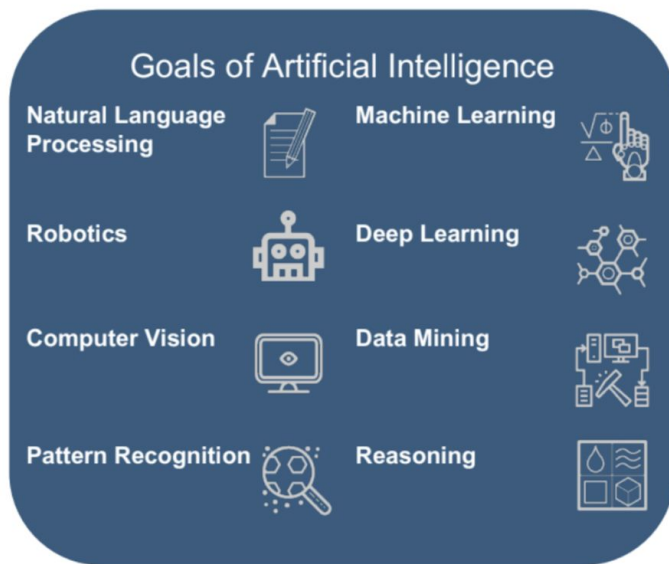 Goals of Artificial Intelligence
Natural Language
Processing
Machine Learning
Robotics
Deep Learning
Computer Vision
Data Mining
Pattern Recognition
Reasoning